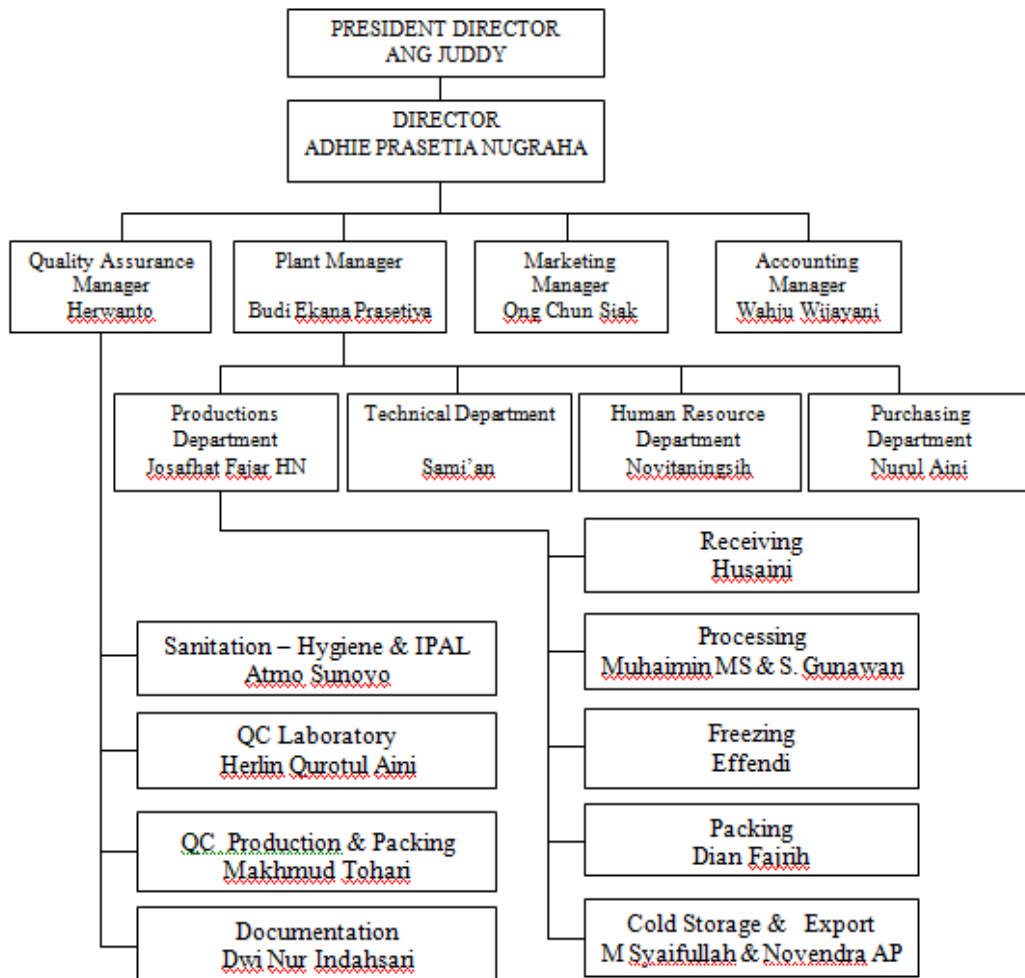 PRESIDENT DIRECTOR
ANG JUDDY
DIRECTOR
ADHIE PRASETIA NUGRAHA
Quality Assurance
Manager
Herwanto
Plant Manager
Budi Ekana Prasetiya
Marketing
Manager
Ong Chun Siak
Accounting
Manager
Wahju Wijayani
Productions
Department
Josafhat Fajar HN
Technical Department
Sami’an
Human Resource
Department
Novitaningsih
Purchasing
Department
Nurul Aini
Receiving
Husaini
Processing
Muhaimin MS & S. Gunawan
Freezing
Effendi
Packing
Dian Fajrih
Cold Storage & Export
M Syaifullah & Novendra AP
Sanitation – Hygiene & IPAL
Atmo Sunovo
QC Laboratory
Herlin Qurotul Aini
QC Production & Packing
Makhmud Tohari
Documentation
Dwi Nur Indahsari